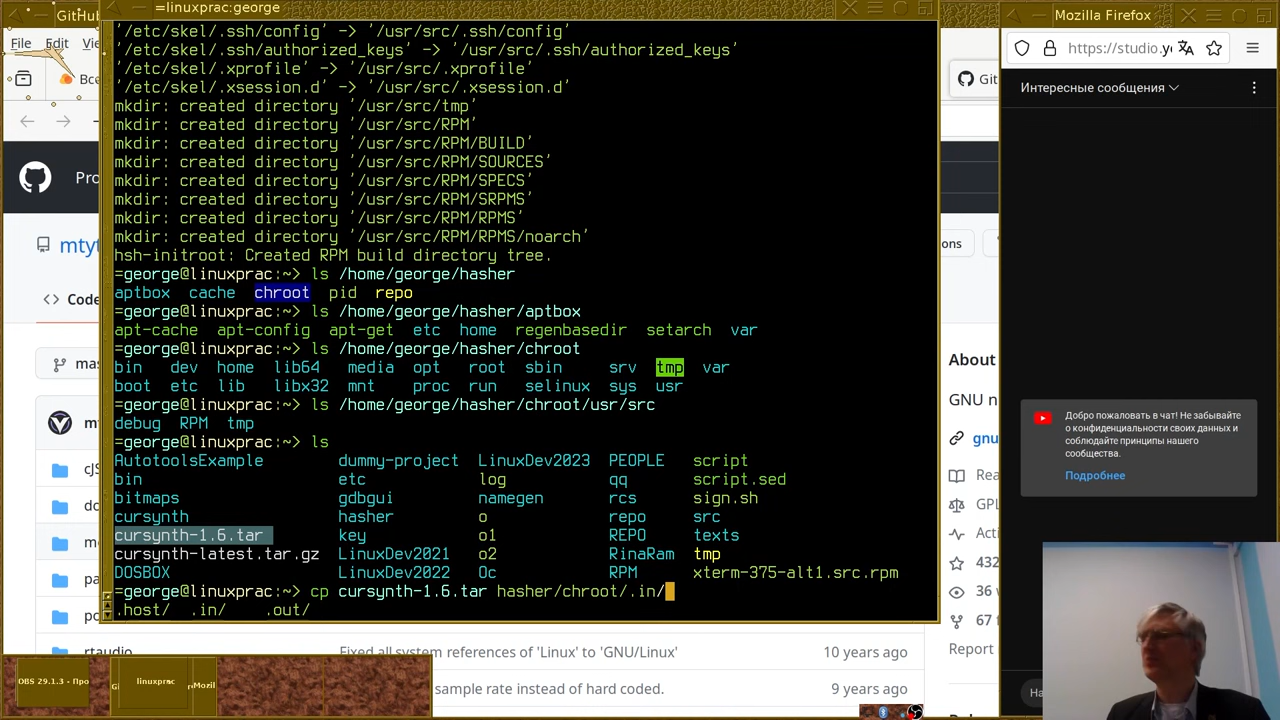 GitHub
=linuxprac:george
Mozilla Firefox
File Edit
'/etc/skel/.ssh/config' -> '/usr/src/.ssh/config'
'/etc/skel/.ssh/authorized_keys' -> '/usr/src/.ssh/authorized_keys'
'/etc/skel/.xprofile' -> '/usr/src/.xprofile'
'/etc/skel/.xsession.d' -> '/usr/src/.xsession.d'
mkdir: created directory '/usr/src/tmp'
mkdir: created directory '/usr/src/RPM'
mkdir: created directory '/usr/src/RPM/BUILD'
mkdir: created directory '/usr/src/RPM/SOURCES'
mkdir: created directory '/usr/src/RPM/SPECS'
mkdir: created directory '/usr/src/RPM/SRPMS'
mkdir: created directory '/usr/src/RPM/RPMS'
mkdir: created directory '/usr/src/RPM/RPMS/noarch'
hsh-initroot: Created RPM build directory tree.
=george@linuxprac:~> ls /home/george/hasher
aptbox cache chroot pid repo
=george@linuxprac:~> ls /home/george/hasher/aptbox
apt-cache apt-config apt-get etc home regenbasedir setarch var
=george@linuxprac:~> ls /home/george/hasher/chroot
bin dev home lib64 media opt root sbin srv tmp var
boot etc lib libx32 mnt proc run selinux sys usr
=george@linuxprac:~> ls /home/george/hasher/chroot/usr/src
debug RPM tmp
=george@linuxprac:~> ls
AutotoolsExample dummy-project LinuxDev2023 PEOPLE script
bin etc log qq script.sed
bitmaps gdbgui namegen rcs sign.sh
cursynth hasher o repo src
cursynth-1.6.tar key o1 REPO texts
cursynth-latest.tar.gz LinuxDev2021 o2 RinaRam tmp
DOSBOX LinuxDev2022 Oc RPM xterm-375-alt1.src.rpm
=george@linuxprac:~> cp cursynth-1.6.tar hasher/chroot/.in/
.host/ .in/ .out/
Code
About
Fixed all system references of 'Linux' to 'GNU/Linux' 10 years ago
sample rate instead of hard coded. 9 years ago
Report
https://studio.y
Интересные сообщения
Добро пожаловать в чат! Не забывайте
о конфиденциальности своих данных и
соблюдайте принципы нашего
сообщества.
Подробнее
OBS 29.1.3 - Про
linuxprac
Mozil